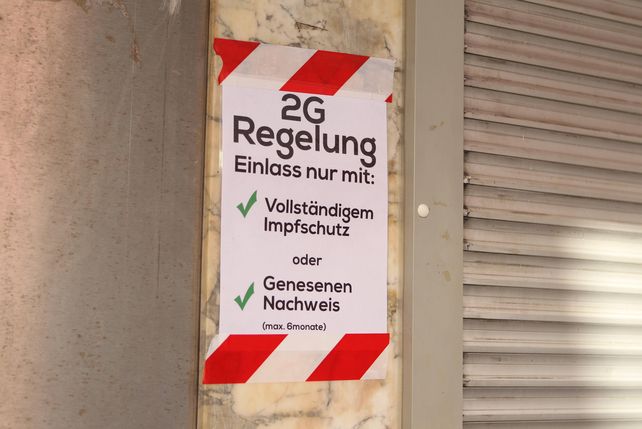 2G
Regelung
Einlass nur mit:
Vollständigem
Impfschutz
oder
Genesenen
Nachweis
(max. 6monate)